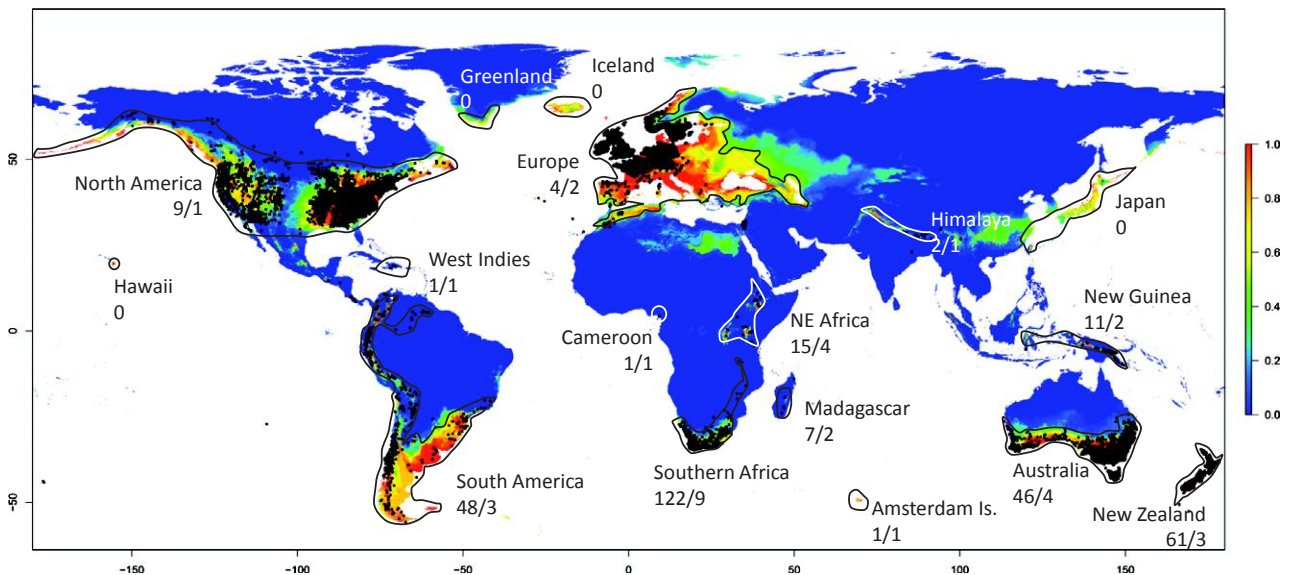 Greenland
0
Iceland
0
Europe
4/2
North America
9/1
Japan
0
Himalaya
2/1
West Indies
1/1
Hawaii
0
New Guinea
11/2
NE Africa
15/4
Cameroon
1/1
Madagascar
7/2
South America
48/3
Southern Africa
122/9
Australia
46/4
Amsterdam Is.
1/1
New Zealand
61/3
50
0
−50
−150
−100
−50
0
50
100
150
1.0
0.8
0.6
0.4
0.2
0.0